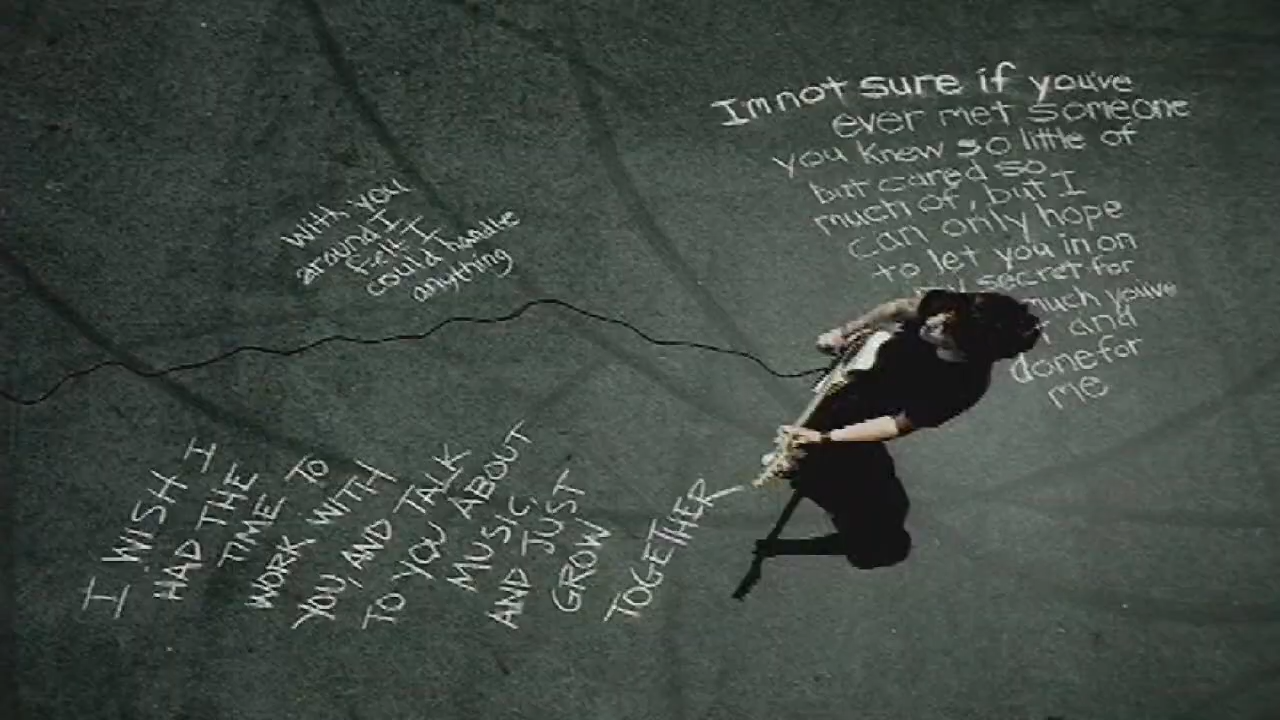 Im not sure if you've
ever met someone
you knew so little of
but cared so
much of, but I
can only hope
to let you in on
secret for
much you've
and
done for
me
With you
around I
felt I
could handle
anything
I WISH I
HAD THE
TIME TO
WORK WITH
YOU, AND TALK
TO YOU ABOUT
MUSIC,
AND JUST
GROW
TOGETHER